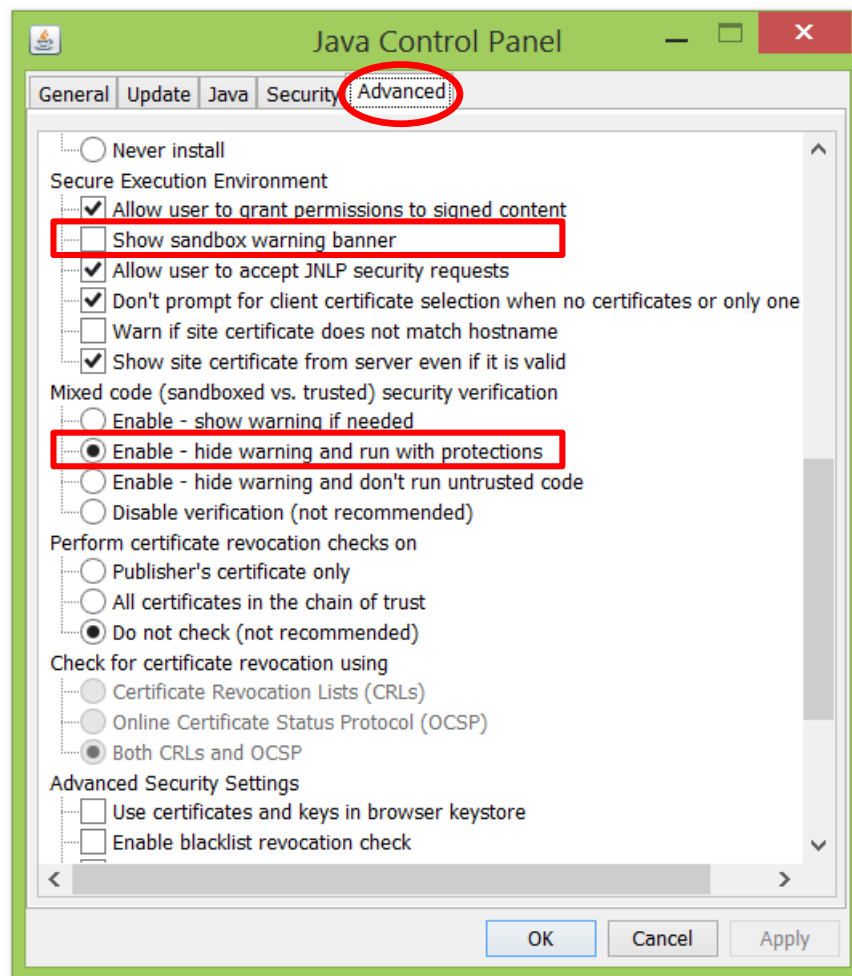 Java Control Panel
General Update Java Security Advanced
Never install
Secure Execution Environment
Allow user to grant permissions to signed content
Show sandbox warning banner
Allow user to accept JNLP security requests
Don't prompt for client certificate selection when no certificates or only one
Warn if site certificate does not match hostname
Show site certificate from server even if it is valid
Mixed code (sandboxed vs. trusted) security verification
Enable - show warning if needed
Enable - hide warning and run with protections
Enable - hide warning and don't run untrusted code
Disable verification (not recommended)
Perform certificate revocation checks on
Publisher's certificate only
All certificates in the chain of trust
Do not check (not recommended)
Check for certificate revocation using
Certificate Revocation Lists (CRLs)
Online Certificate Status Protocol (OCSP)
Both CRLs and OCSP
Advanced Security Settings
Use certificates and keys in browser keystore
Enable blacklist revocation check
OK Cancel Apply